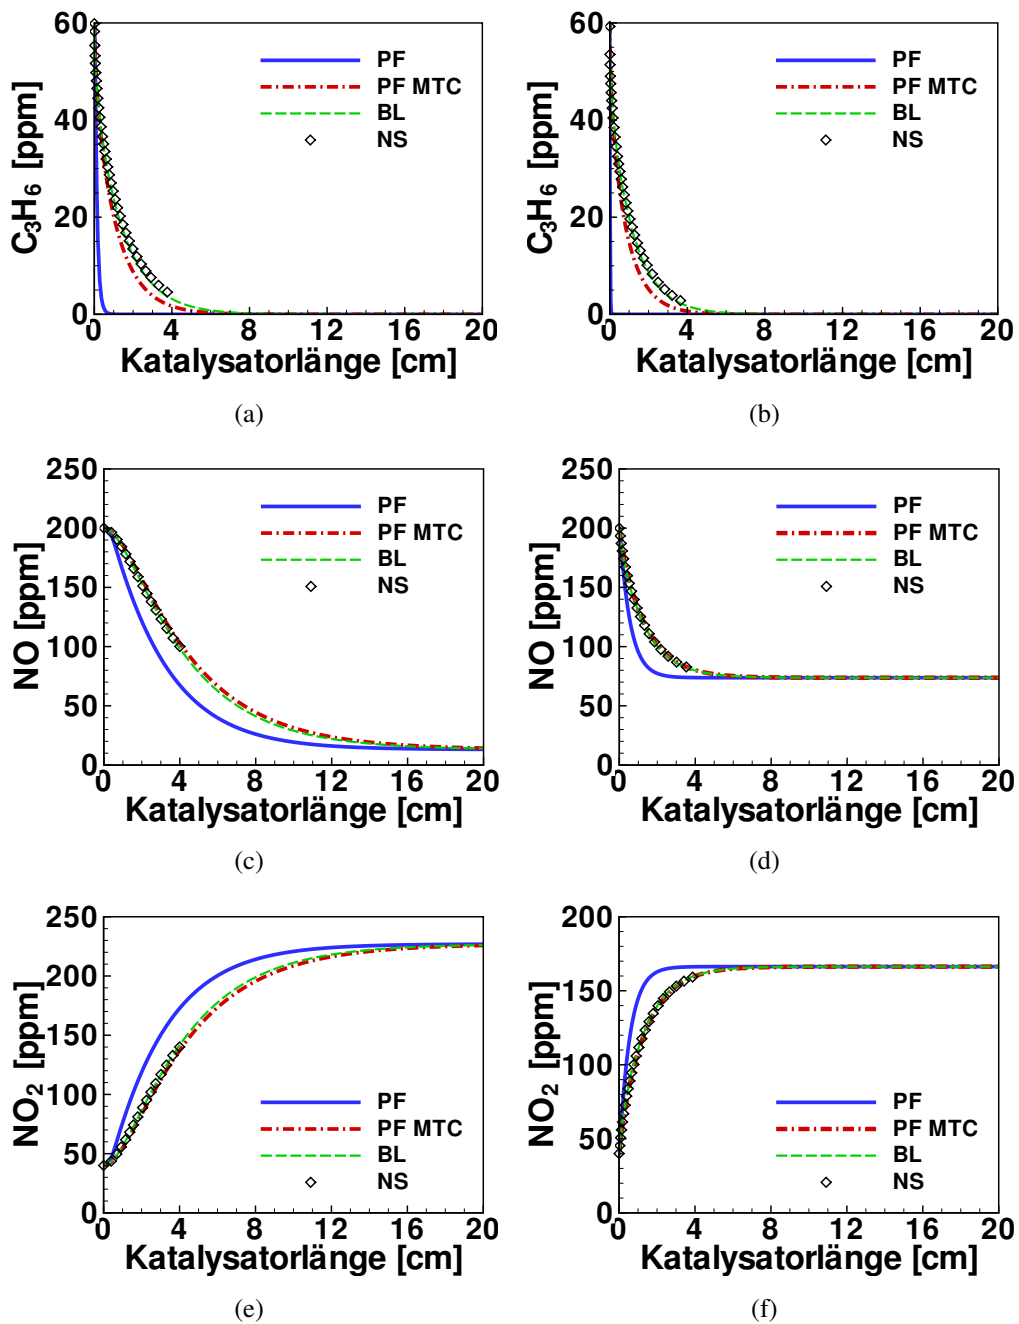 60
40
20
0
C3H6 [ppm]
PF
PF MTC
BL
NS
0 4 8 12 16 20
Katalysatorlänge [cm]
(a)
60
40
20
0
C3H6 [ppm]
PF
PF MTC
BL
NS
0 4 8 12 16 20
Katalysatorlänge [cm]
(b)
250
200
150
100
50
0
NO [ppm]
PF
PF MTC
BL
NS
0 4 8 12 16 20
Katalysatorlänge [cm]
(c)
250
200
150
100
50
0
NO [ppm]
PF
PF MTC
BL
NS
0 4 8 12 16 20
Katalysatorlänge [cm]
(d)
250
200
150
100
50
0
NO2 [ppm]
PF
PF MTC
BL
NS
0 4 8 12 16 20
Katalysatorlänge [cm]
(e)
200
150
100
50
0
NO2 [ppm]
PF
PF MTC
BL
NS
0 4 8 12 16 20
Katalysatorlänge [cm]
(f)